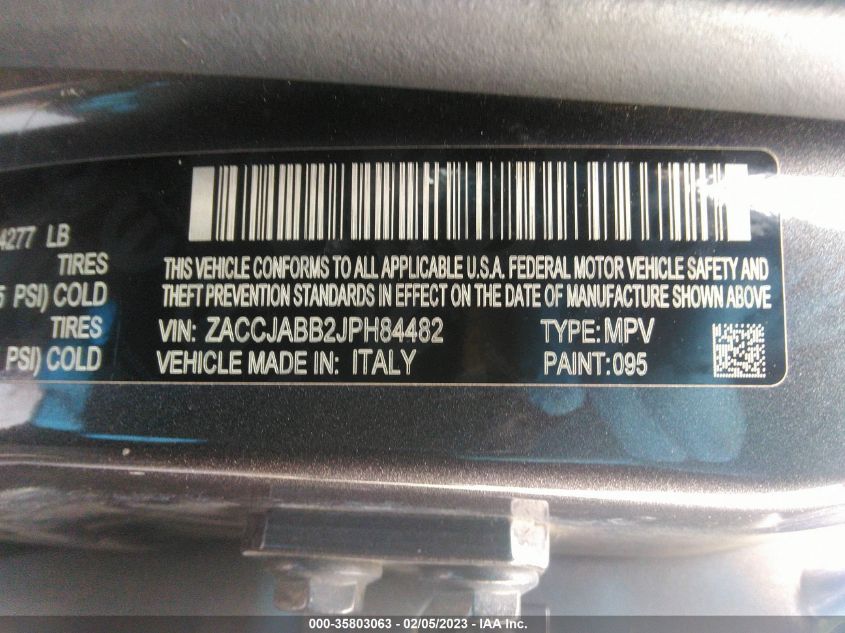 4277 LB
TIRES
5 PSI) COLD
TIRES
PSI) COLD
THIS VEHICLE CONFORMS TO ALL APPLICABLE U.S.A. FEDERAL MOTOR VEHICLE SAFETY AND
THEFT PREVENTION STANDARDS IN EFFECT ON THE DATE OF MANUFACTURE SHOWN ABOVE
VIN: ZACCJABB2JPH84482 TYPE: MPV
VEHICLE MADE IN: ITALY PAINT: 095
000-35803063 — 02/05/2023 — IAA Inc.